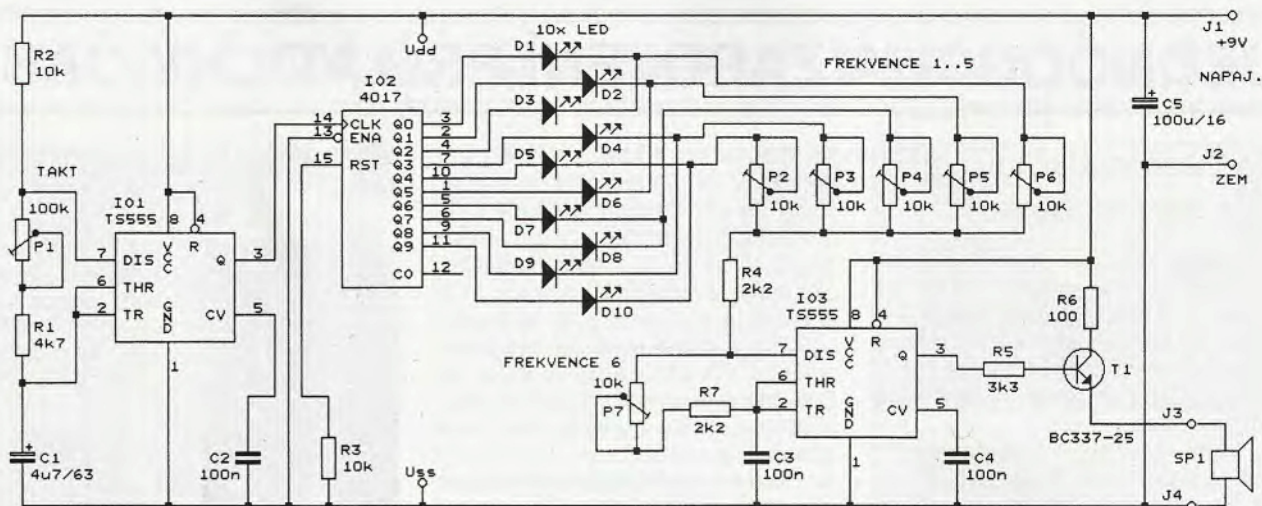 R2
10k
TAKT
100k
P1
R1
4k7
C1
4u7/63
IO1
TS555
8
4
VCC
R
7
DIS
Q
3
6
THR
2
TR
GND
CV
5
1
C2
100n
R3
10k
Udd
IO2
4017
14
CLK
13
ENA
15
RST
Q0
3
Q1
2
Q2
4
Q3
7
Q4
10
Q5
1
Q6
5
Q7
6
Q8
9
Q9
11
CO
12
Uss
10x LED
D1
D2
D3
D4
D5
D6
D7
D8
D9
D10
FREKVENCE 1..5
P2
10k
P3
10k
P4
10k
P5
10k
P6
10k
R4
2k2
FREKVENCE 6
10k
P7
R7
2k2
IO3
TS555
8
4
VCC
R
7
DIS
Q
3
6
THR
2
TR
GND
CV
5
1
C3
100n
C4
100n
R5
3k3
R6
100
T1
BC337-25
J1
+9V
NAPAJ.
C5
100u/16
J2
ZEM
J3
SP1
J4